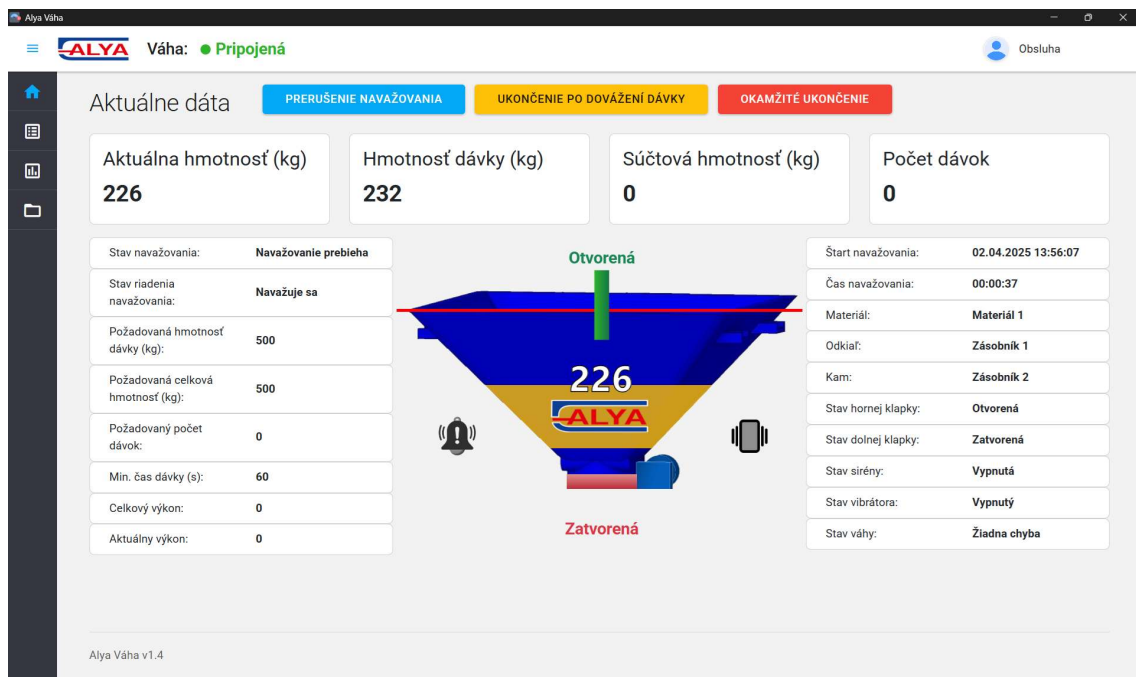 Alya Váha
ALYA Váha: Pripojená
Obsluha
Aktuálne dáta
PRERUŠENIE NAVAŽOVANIA
UKONČENIE PO DOVÁŽENÍ DÁVKY
OKAMŽITÉ UKONČENIE
Aktuálna hmotnosť (kg)
226
Hmotnosť dávky (kg)
232
Súčtová hmotnosť (kg)
0
Počet dávok
0
Stav navažovania: Navažovanie prebieha
Stav riadenia
navažovania: Navažuje sa
Požadovaná hmotnosť
dávky (kg): 500
Požadovaná celková
hmotnosť (kg): 500
Požadovaný počet
dávok: 0
Min. čas dávky (s): 60
Celkový výkon: 0
Aktuálny výkon: 0
Otvorená
226
ALYA
Zatvorená
Štart navažovania: 02.04.2025 13:56:07
Čas navažovania: 00:00:37
Materiál: Materiál 1
Odkiaľ: Zásobník 1
Kam: Zásobník 2
Stav hornej klapky: Otvorená
Stav dolnej klapky: Zatvorená
Stav sirény: Vypnutá
Stav vibrátora: Vypnutý
Stav váhy: Žiadna chyba
Alya Váha v1.4